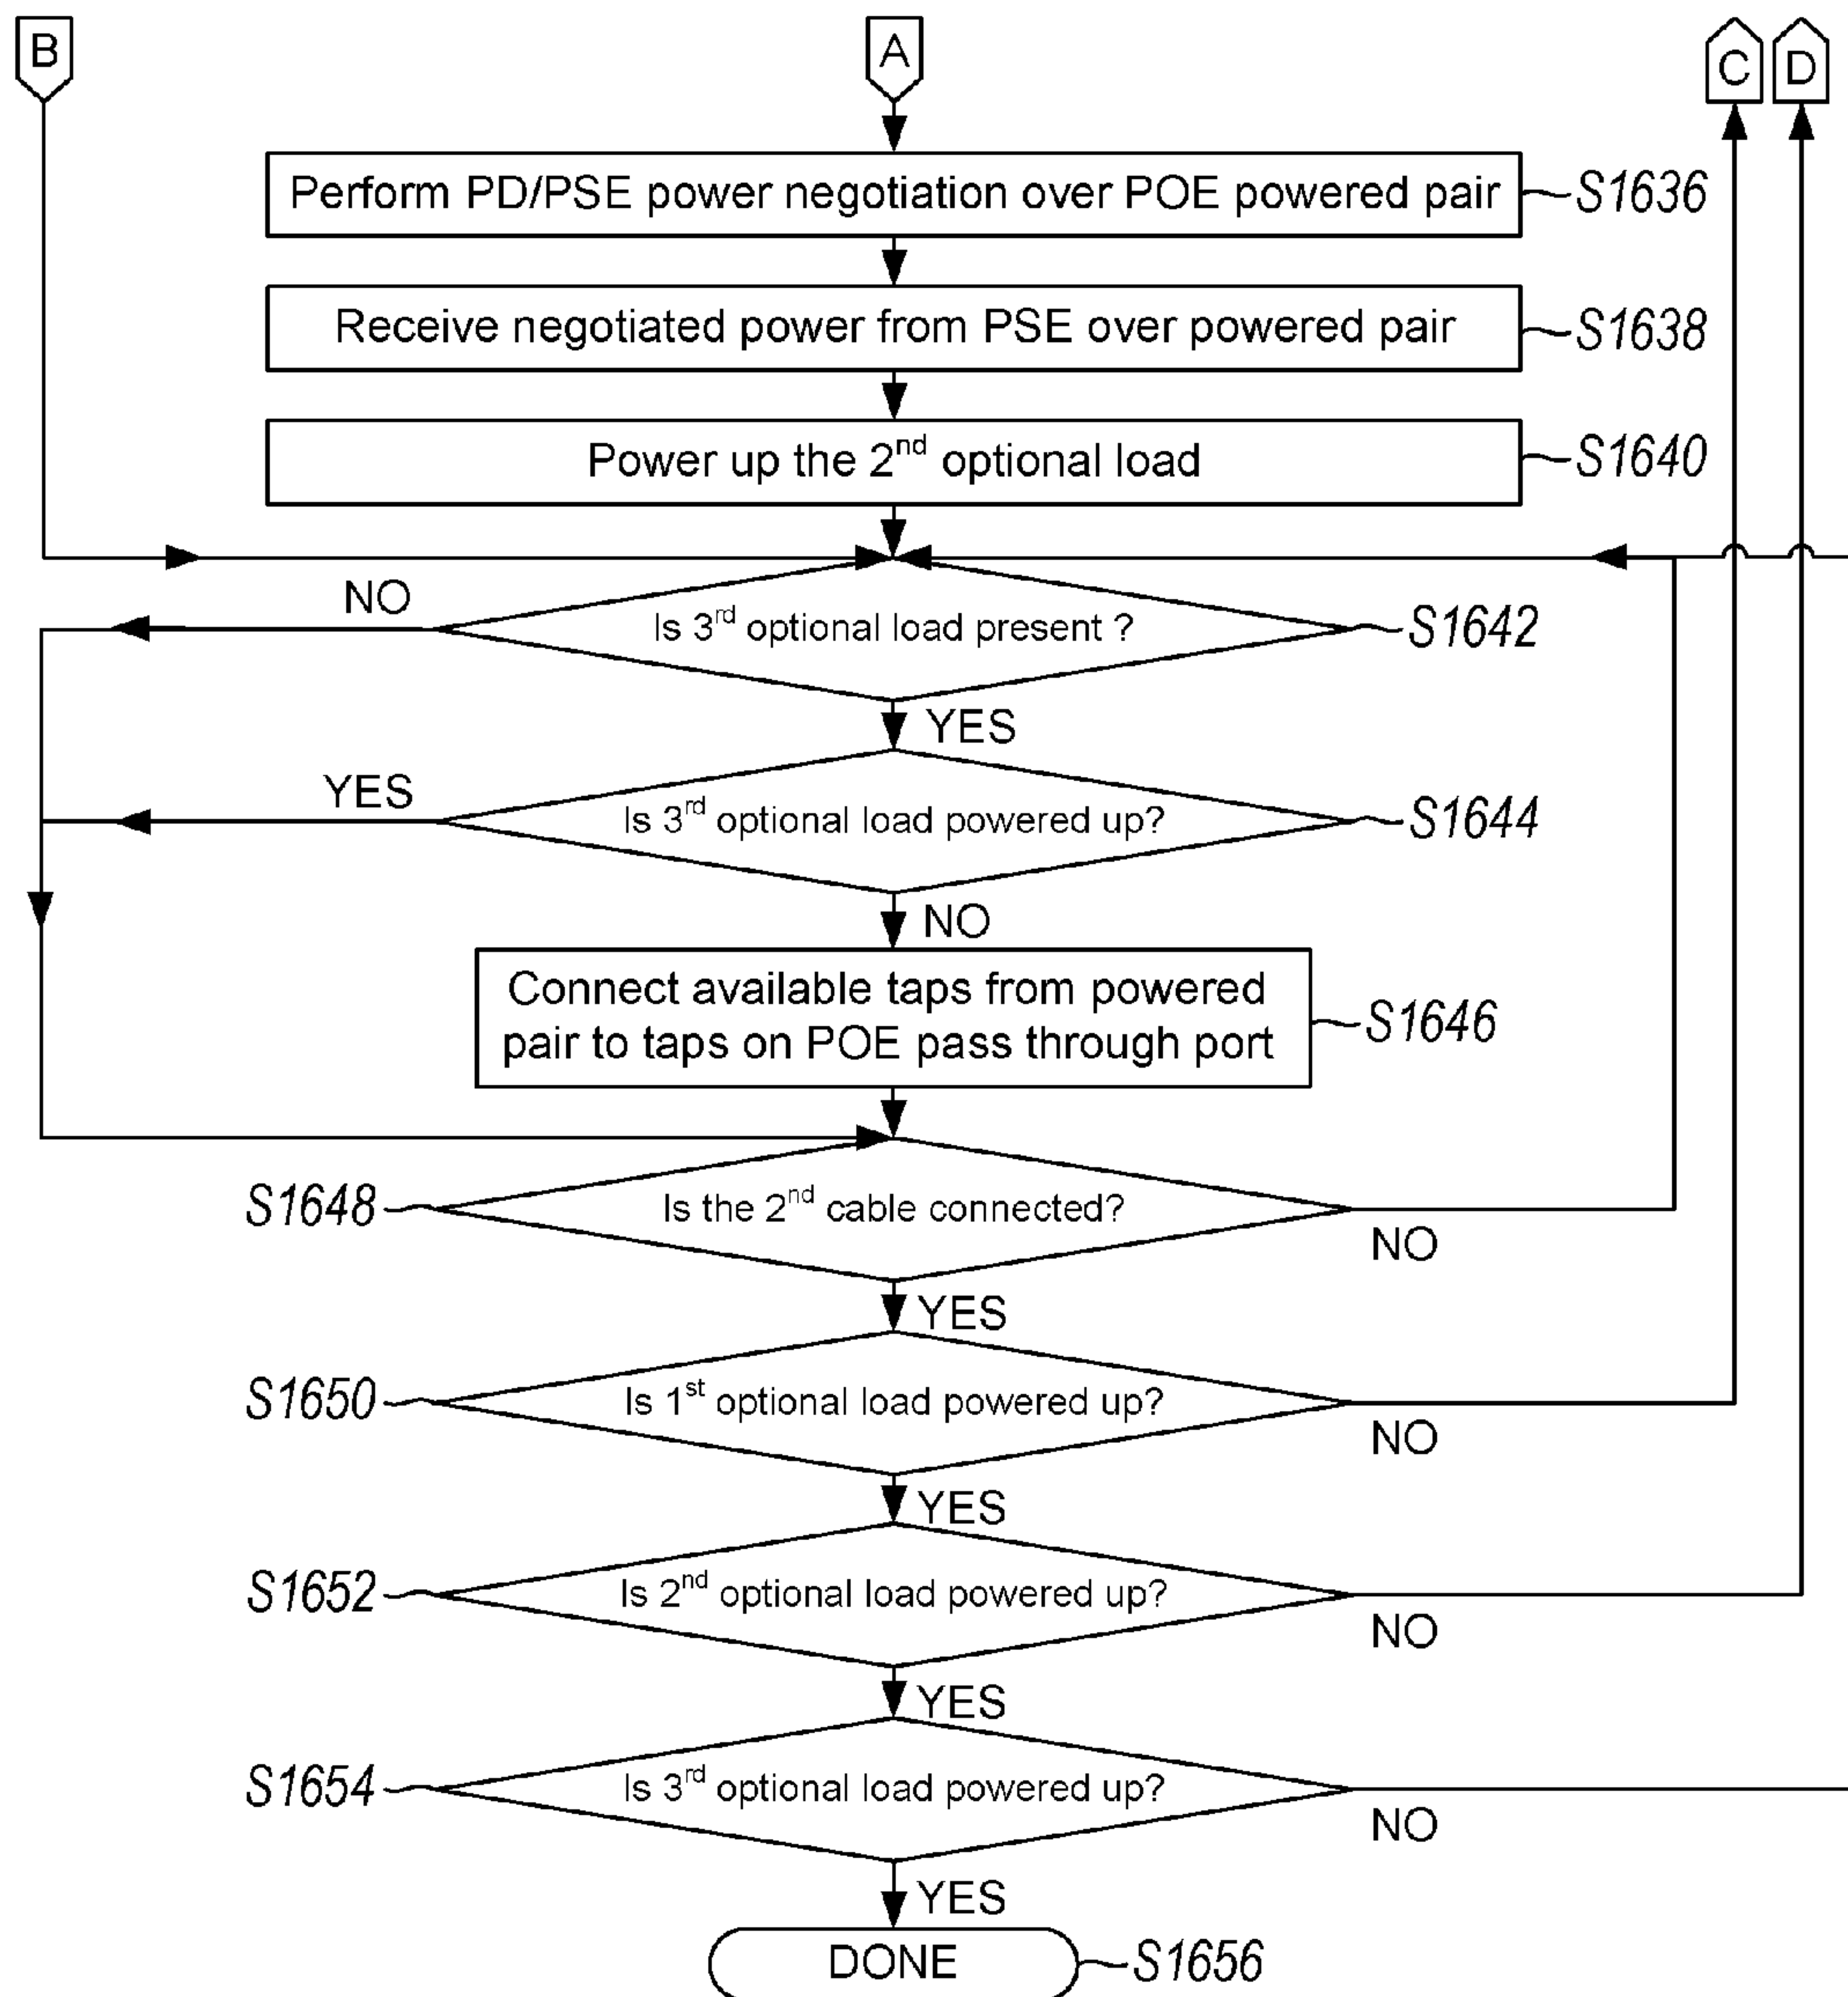 B
A
C
D
Perform PD/PSE power negotiation over POE powered pair
S1636
Receive negotiated power from PSE over powered pair
S1638
Power up the 2nd optional load
S1640
NO
Is 3rd optional load present ?
S1642
YES
YES
Is 3rd optional load powered up?
S1644
NO
Connect available taps from powered
pair to taps on POE pass through port
S1646
S1648
Is the 2nd cable connected?
NO
YES
S1650
Is 1st optional load powered up?
NO
YES
S1652
Is 2nd optional load powered up?
NO
YES
S1654
Is 3rd optional load powered up?
NO
YES
DONE
S1656